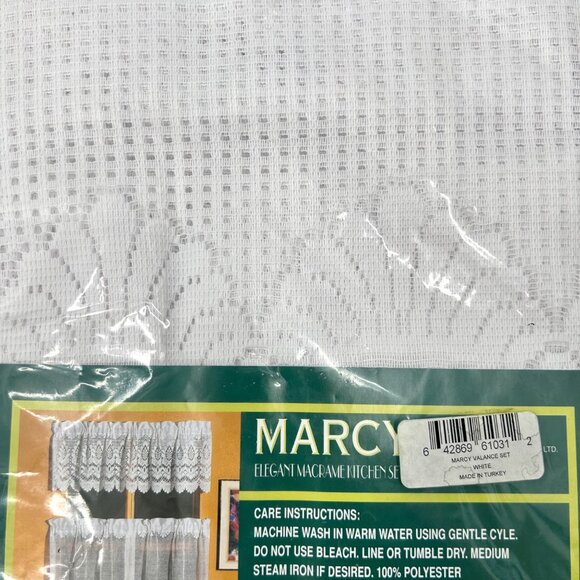 MARCY
LTD.
ELEGANT MACRAME KITCHEN SE
6 42869 61031 2
MARCY VALANCE SET
WHITE
MADE IN TURKEY
CARE INSTRUCTIONS:
MACHINE WASH IN WARM WATER USING GENTLE CYLE.
DO NOT USE BLEACH. LINE OR TUMBLE DRY. MEDIUM
STEAM IRON IF DESIRED. 100% POLYESTER